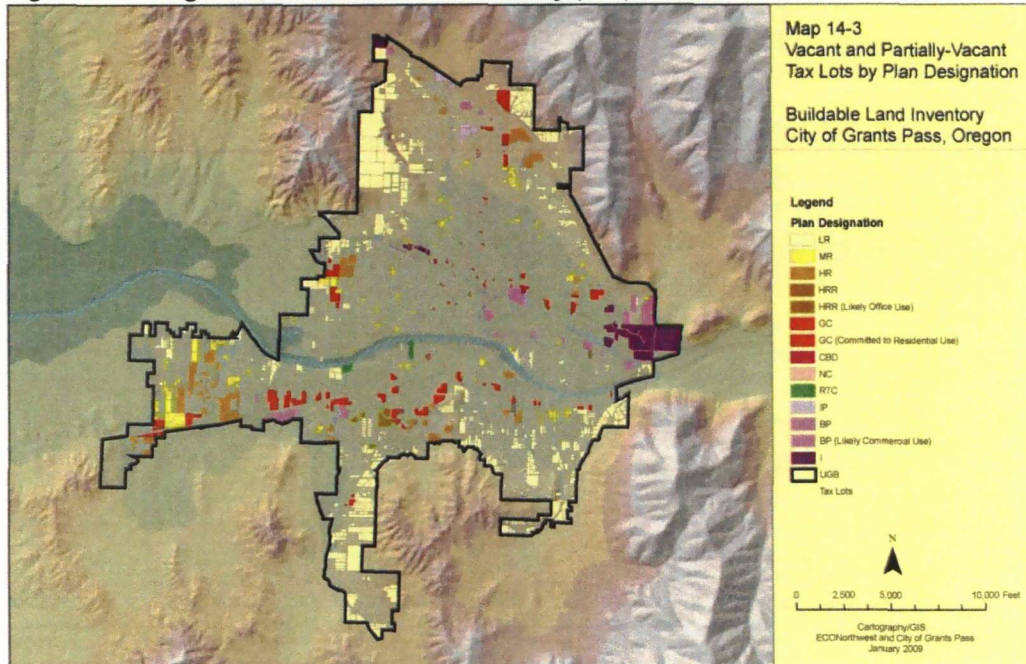 Map 14-3
Vacant and Partially-Vacant
Tax Lots by Plan Designation
Buildable Land Inventory
City of Grants Pass, Oregon
Legend
Plan Designation
LR
MR
HR
HRR
HRR (Likely Office Use)
GC
GC (Committed to Residential Use)
CBD
NC
RTC
IP
BP
BP (Likely Commercial Use)
I
UGB
Tax Lots
N
0 2,500 5,000 10,000 Feet
Cartography/GIS
ECONorthwest and City of Grants Pass
January 2009